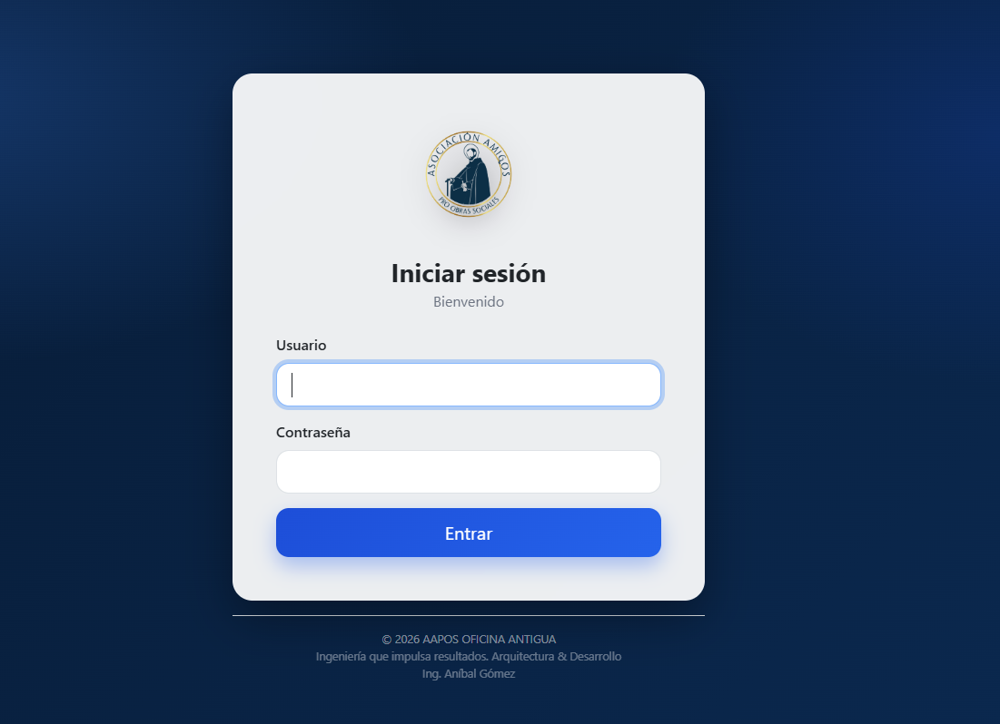 ASOCIACIÓN AMIGOS
PRO OBRAS SOCIALES
Iniciar sesión
Bienvenido
Usuario
Contraseña
Entrar
© 2026 AAPOS OFICINA ANTIGUA
Ingeniería que impulsa resultados. Arquitectura & Desarrollo
Ing. Aníbal Gómez